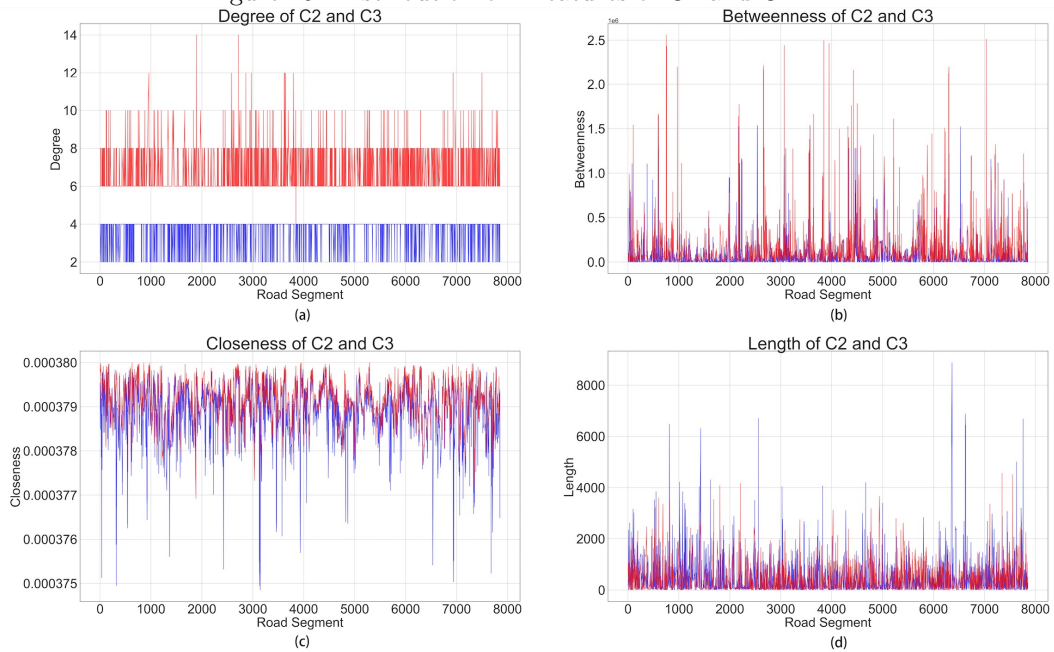 Degree of C2 and C3
14
12
10
8
6
4
2
Degree
0 1000 2000 3000 4000 5000 6000 7000 8000
Road Segment
(a)
Betweenness of C2 and C3
1e6
2.5
2.0
1.5
1.0
0.5
0.0
Betweenness
0 1000 2000 3000 4000 5000 6000 7000 8000
Road Segment
(b)
Closeness of C2 and C3
0.000380
0.000379
0.000378
0.000377
0.000376
0.000375
Closeness
0 1000 2000 3000 4000 5000 6000 7000 8000
Road Segment
(c)
Length of C2 and C3
8000
6000
4000
2000
0
Length
0 1000 2000 3000 4000 5000 6000 7000 8000
Road Segment
(d)